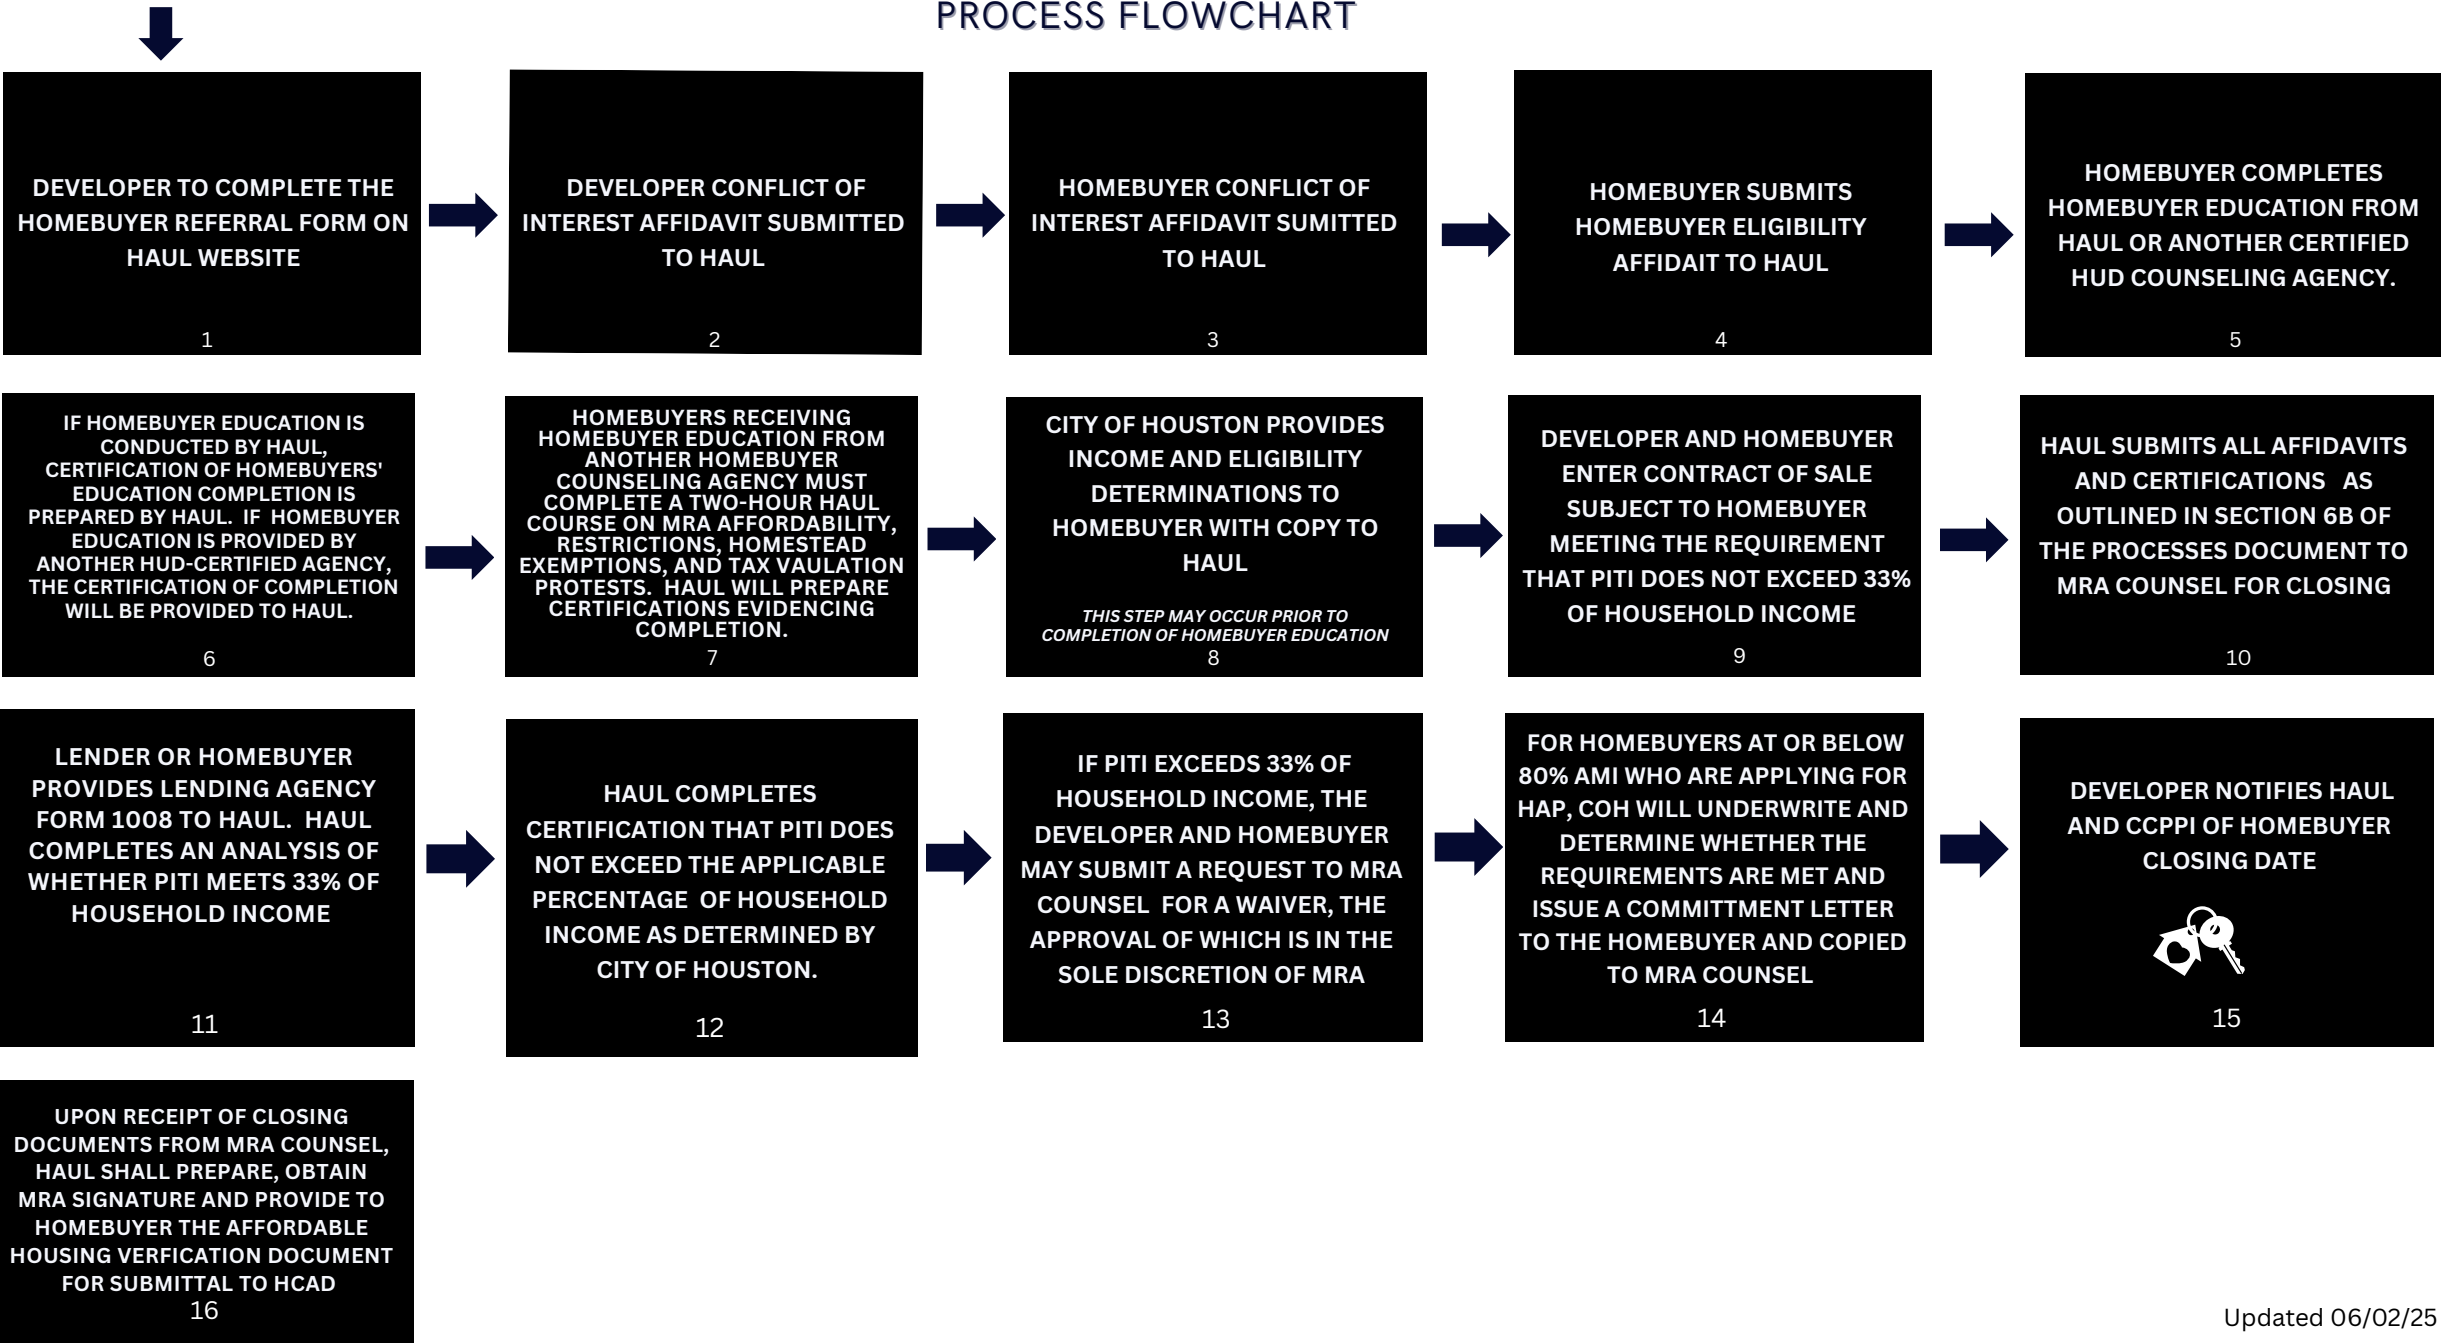 PROCESS FLOWCHART
DEVELOPER TO COMPLETE THE
HOMEBUYER REFERRAL FORM ON
HAUL WEBSITE
1
DEVELOPER CONFLICT OF
INTEREST AFFIDAVIT SUBMITTED
TO HAUL
2
HOMEBUYER CONFLICT OF
INTEREST AFFIDAVIT SUMITTED
TO HAUL
3
HOMEBUYER SUBMITS
HOMEBUYER ELIGIBILITY
AFFIDAIT TO HAUL
4
HOMEBUYER COMPLETES
HOMEBUYER EDUCATION FROM
HAUL OR ANOTHER CERTIFIED
HUD COUNSELING AGENCY.
5
IF HOMEBUYER EDUCATION IS
CONDUCTED BY HAUL,
CERTIFICATION OF HOMEBUYERS'
EDUCATION COMPLETION IS
PREPARED BY HAUL. IF HOMEBUYER
EDUCATION IS PROVIDED BY
ANOTHER HUD-CERTIFIED AGENCY,
THE CERTIFICATION OF COMPLETION
WILL BE PROVIDED TO HAUL.
6
HOMEBUYERS RECEIVING
HOMEBUYER EDUCATION FROM
ANOTHER HOMEBUYER
COUNSELING AGENCY MUST
COMPLETE A TWO-HOUR HAUL
COURSE ON MRA AFFORDABILITY,
RESTRICTIONS, HOMESTEAD
EXEMPTIONS, AND TAX VAULATION
PROTESTS. HAUL WILL PREPARE
CERTIFICATIONS EVIDENCING
COMPLETION.
7
CITY OF HOUSTON PROVIDES
INCOME AND ELIGIBILITY
DETERMINATIONS TO
HOMEBUYER WITH COPY TO
HAUL
THIS STEP MAY OCCUR PRIOR TO
COMPLETION OF HOMEBUYER EDUCATION
8
DEVELOPER AND HOMEBUYER
ENTER CONTRACT OF SALE
SUBJECT TO HOMEBUYER
MEETING THE REQUIREMENT
THAT PITI DOES NOT EXCEED 33%
OF HOUSEHOLD INCOME
9
HAUL SUBMITS ALL AFFIDAVITS
AND CERTIFICATIONS AS
OUTLINED IN SECTION 6B OF
THE PROCESSES DOCUMENT TO
MRA COUNSEL FOR CLOSING
10
LENDER OR HOMEBUYER
PROVIDES LENDING AGENCY
FORM 1008 TO HAUL. HAUL
COMPLETES AN ANALYSIS OF
WHETHER PITI MEETS 33% OF
HOUSEHOLD INCOME
11
HAUL COMPLETES
CERTIFICATION THAT PITI DOES
NOT EXCEED THE APPLICABLE
PERCENTAGE OF HOUSEHOLD
INCOME AS DETERMINED BY
CITY OF HOUSTON.
12
IF PITI EXCEEDS 33% OF
HOUSEHOLD INCOME, THE
DEVELOPER AND HOMEBUYER
MAY SUBMIT A REQUEST TO MRA
COUNSEL FOR A WAIVER, THE
APPROVAL OF WHICH IS IN THE
SOLE DISCRETION OF MRA
13
FOR HOMEBUYERS AT OR BELOW
80% AMI WHO ARE APPLYING FOR
HAP, COH WILL UNDERWRITE AND
DETERMINE WHETHER THE
REQUIREMENTS ARE MET AND
ISSUE A COMMITTMENT LETTER
TO THE HOMEBUYER AND COPIED
TO MRA COUNSEL
14
DEVELOPER NOTIFIES HAUL
AND CCPPI OF HOMEBUYER
CLOSING DATE
15
UPON RECEIPT OF CLOSING
DOCUMENTS FROM MRA COUNSEL,
HAUL SHALL PREPARE, OBTAIN
MRA SIGNATURE AND PROVIDE TO
HOMEBUYER THE AFFORDABLE
HOUSING VERFICATION DOCUMENT
FOR SUBMITTAL TO HCAD
16
Updated 06/02/25